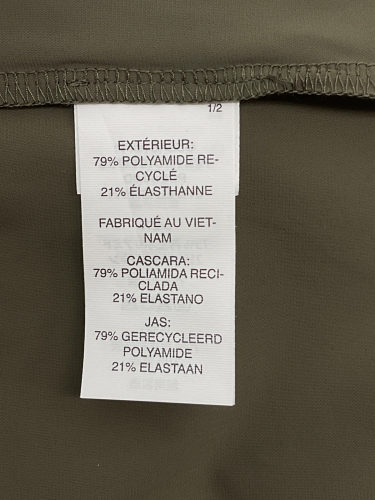 1/2
EXTÉRIEUR:
79% POLYAMIDE RE-
CYCLÉ
21% ÉLASTHANNE
FABRIQUÉ AU VIET-
NAM
CASCARA:
79% POLIAMIDA RECI-
CLADA
21% ELASTANO
JAS:
79% GERECYCLEERD
POLYAMIDE
21% ELASTAAN